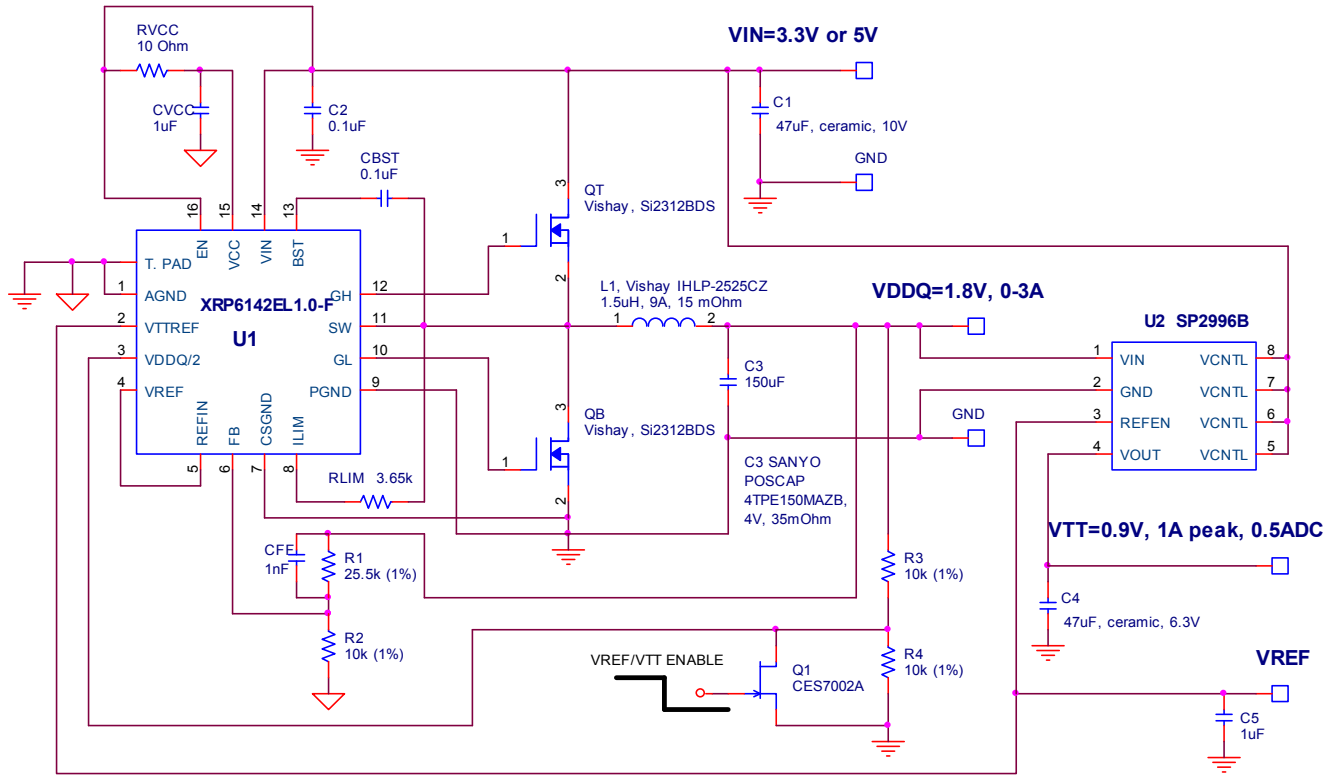 RVCC
10 Ohm
VIN=3.3V or 5V
CVCC
1uF
C2
0.1uF
C1
47uF, ceramic, 10V
GND
CBST
0.1uF
3
QT
Vishay, Si2312BDS
1
2
16
15
14
13
EN
VCC
VIN
BST
T. PAD
1
AGND
2
VTTREF
3
VDDQ/2
4
VREF
XRP6142EL1.0-F
U1
GH
12
SW
11
GL
10
PGND
9
REFIN
FB
CSGND
ILIM
5
6
7
8
L1, Vishay IHLP-2525CZ
1.5uH, 9A, 15 mOhm
1
2
VDDQ=1.8V, 0-3A
U2 SP2996B
1
VIN
VCNTL
8
2
GND
VCNTL
7
3
REFEN
VCNTL
6
4
VOUT
VCNTL
5
C3
150uF
GND
3
QB
Vishay, Si2312BDS
1
2
RLIM 3.65k
C3 SANYO
POSCAP
4TPE150MAZB,
4V, 35mOhm
VTT=0.9V, 1A peak, 0.5ADC
CFF
1nF
R1
25.5k (1%)
R3
10k (1%)
C4
47uF, ceramic, 6.3V
R2
10k (1%)
VREF/VTT ENABLE
Q1
CES7002A
R4
10k (1%)
VREF
C5
1uF